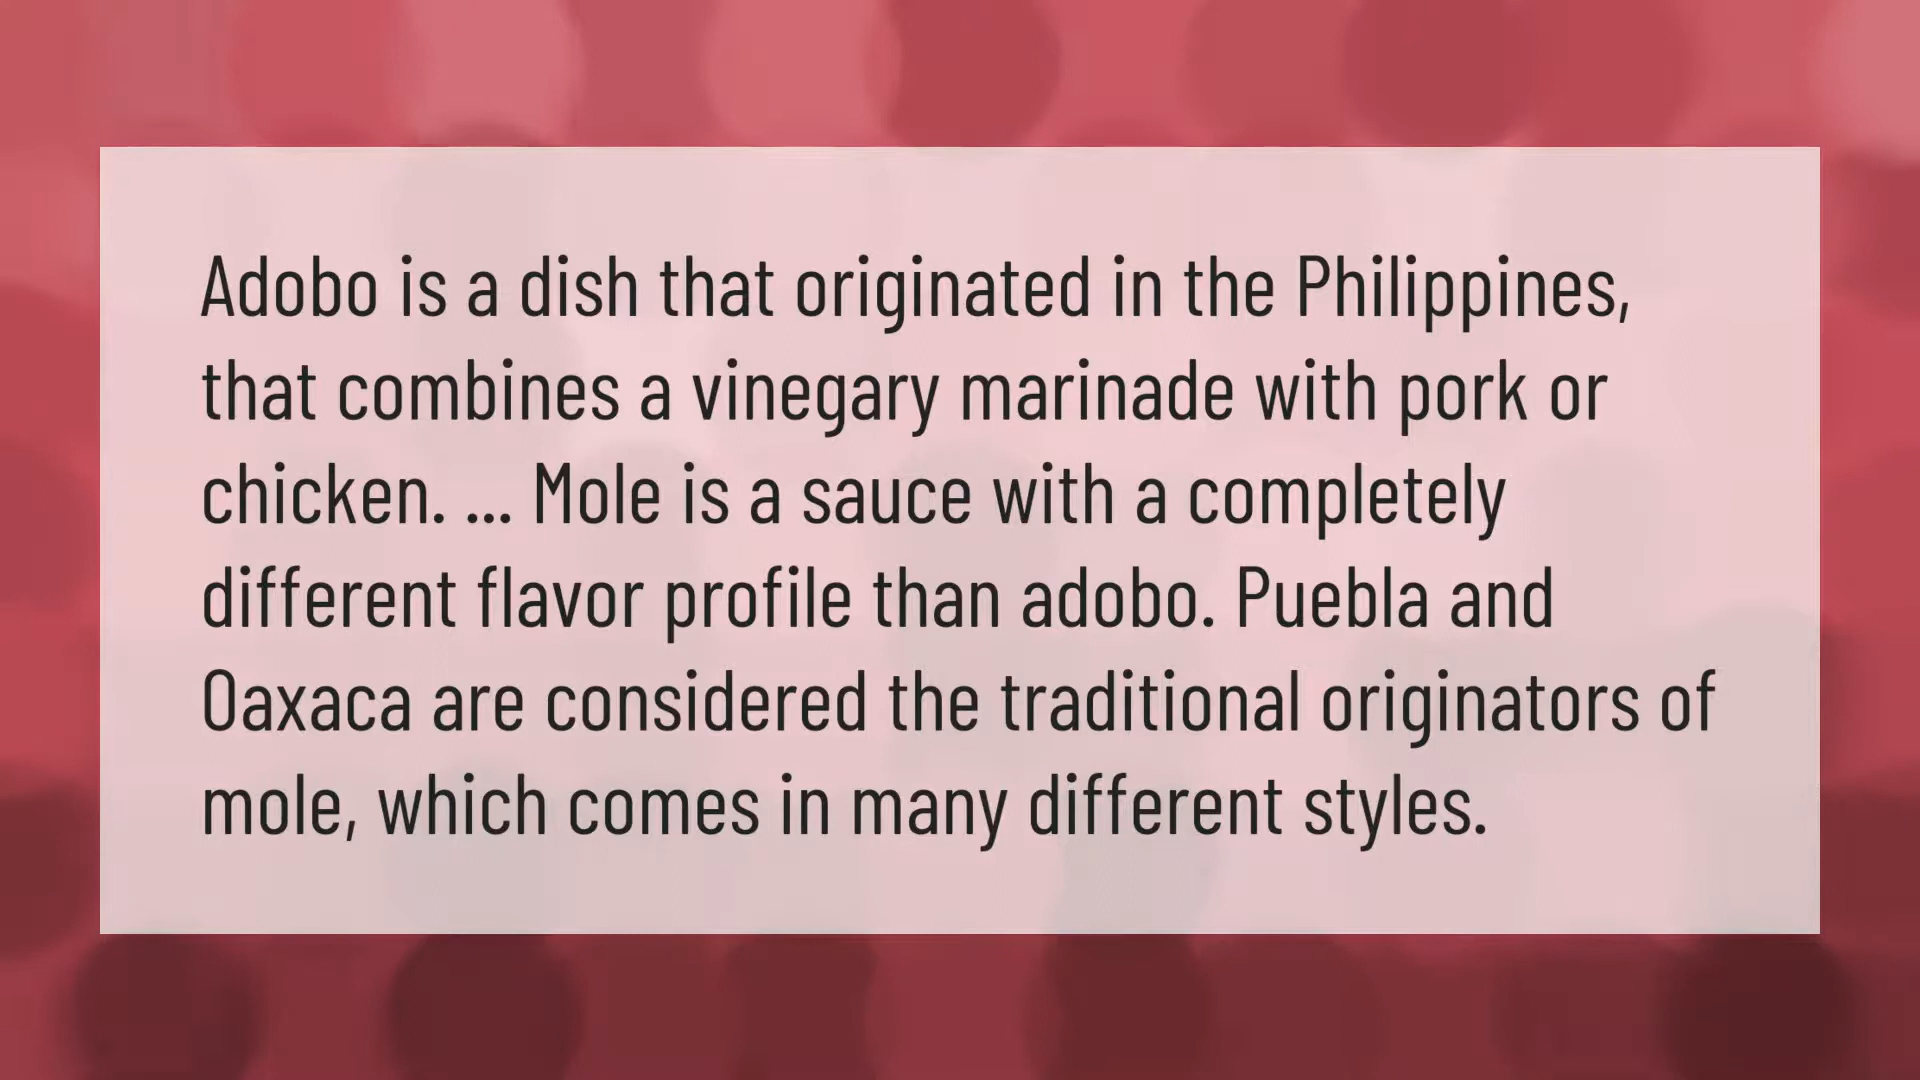 Adobo is a dish that originated in the Philippines,
that combines a vinegary marinade with pork or
chicken. ... Mole is a sauce with a completely
different flavor profile than adobo. Puebla and
Oaxaca are considered the traditional originators of
mole, which comes in many different styles.